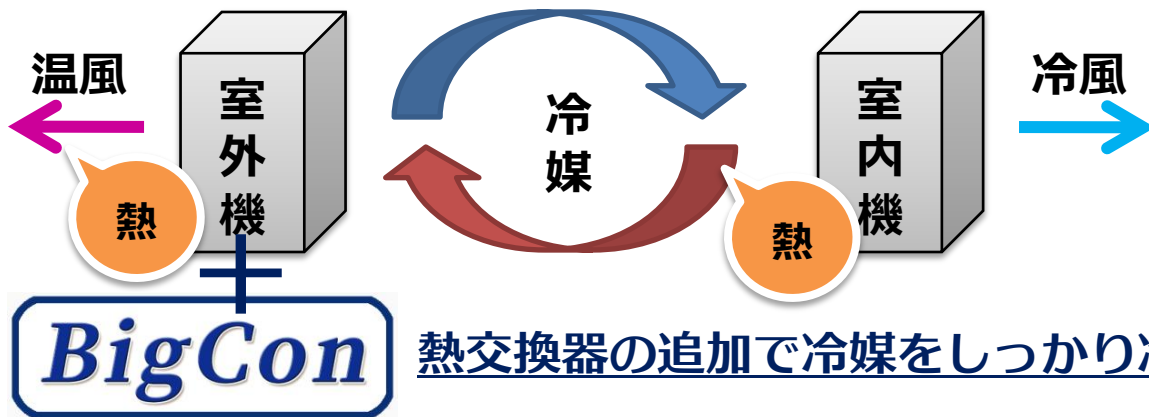 温風
室外機
冷媒
室内機
冷風
熱
熱
BigCon
熱交換器の追加で冷媒をしっかり